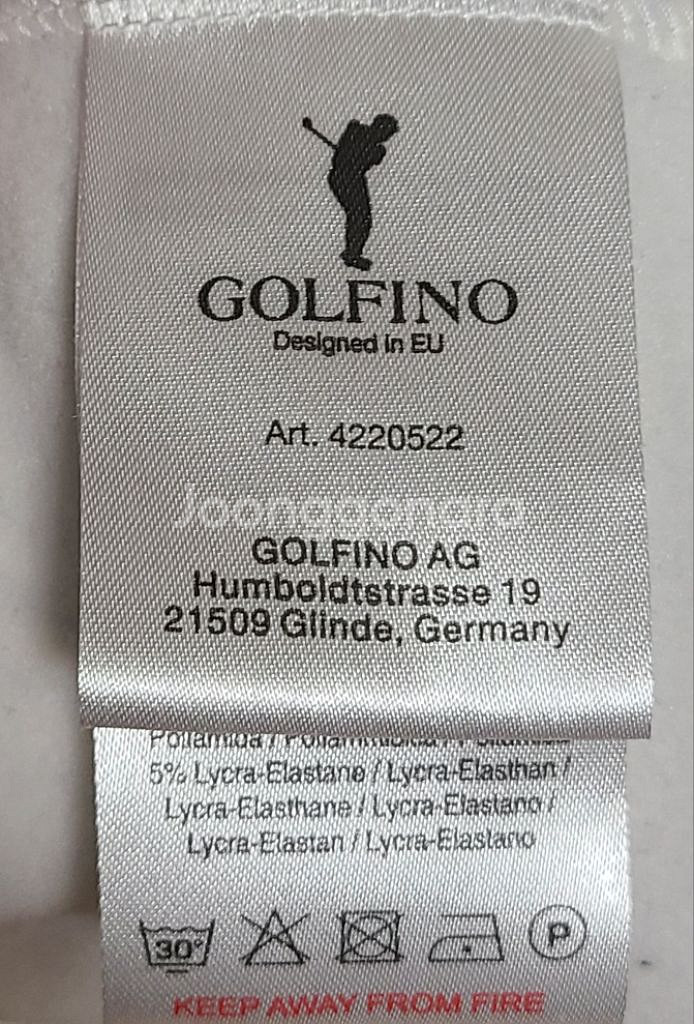 GOLFINO
Designed in EU
Art. 4220522
Joonggonara
GOLFINO AG
Humboldtstrasse 19
21509 Glinde, Germany
5% Lycra-Elastane / Lycra-Elasthan /
Lycra-Elasthane / Lycra-Elastano /
Lycra-Elastan / Lycra-Elastano
30° P
KEEP AWAY FROM FIRE